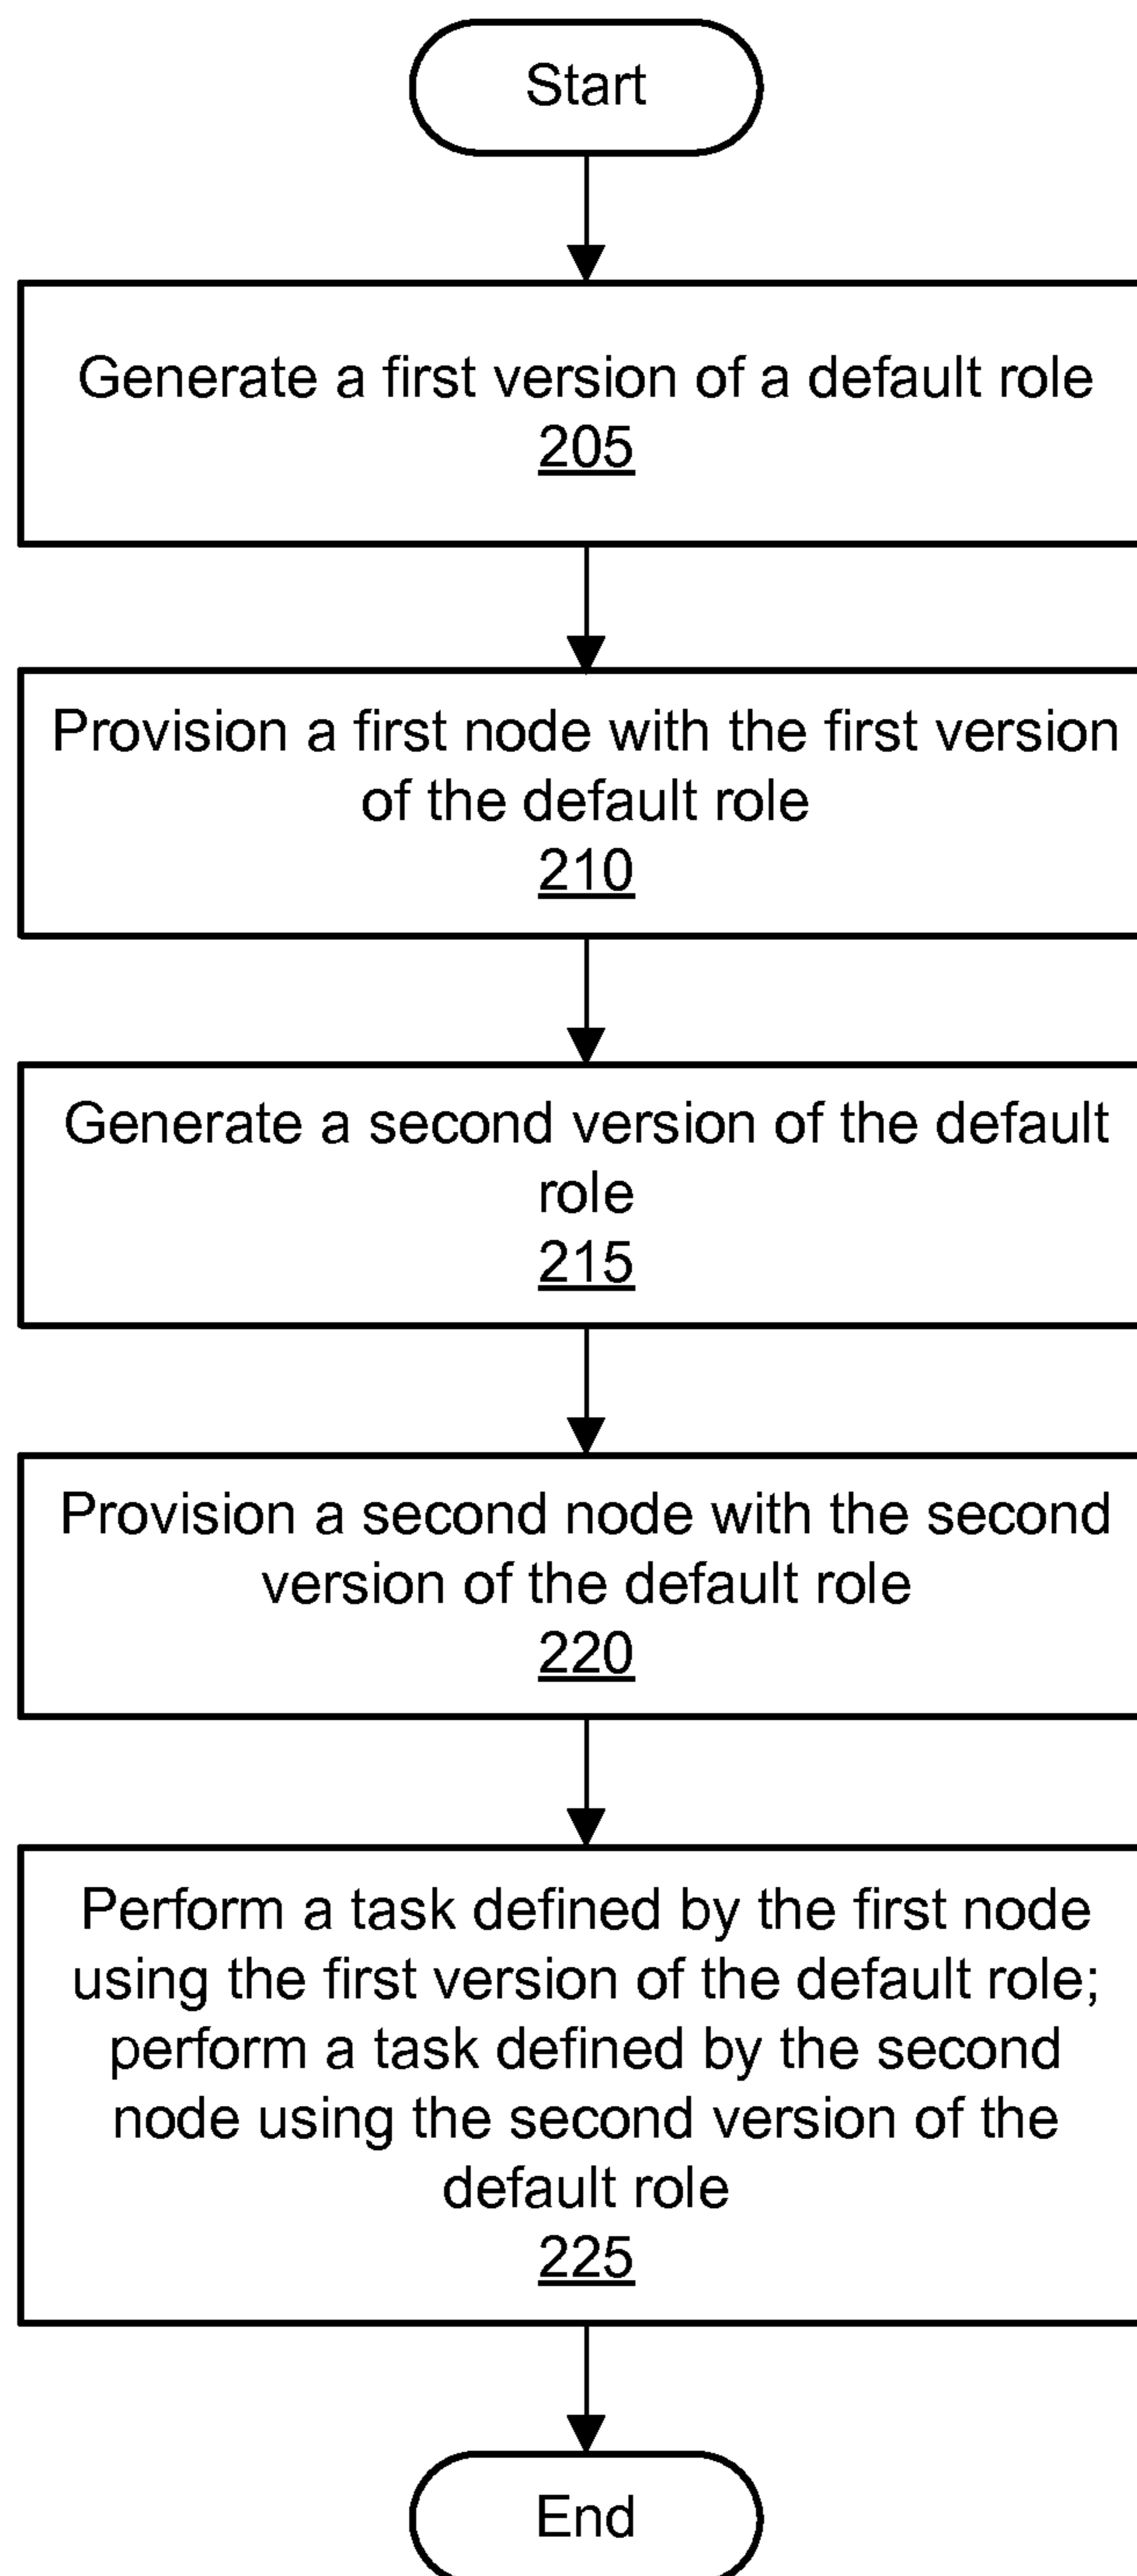 Start
Generate a first version of a default role
205
Provision a first node with the first version
of the default role
210
Generate a second version of the default
role
215
Provision a second node with the second
version of the default role
220
Perform a task defined by the first node
using the first version of the default role;
perform a task defined by the second
node using the second version of the
default role
225
End